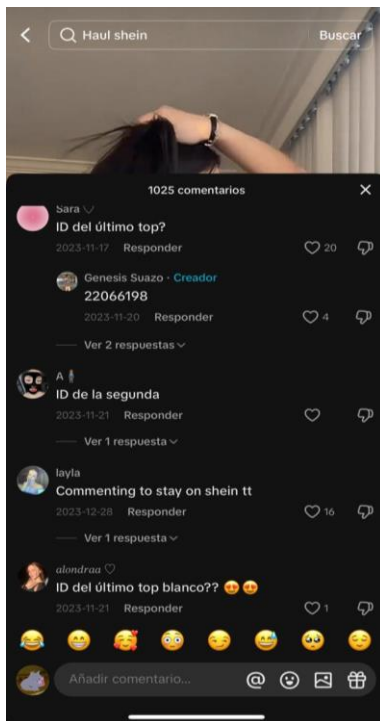 Haul shein
Buscar
1025 comentarios
Sara ♡
ID del último top?
2023-11-17 Responder 20
Genesis Suazo · Creador
22066198
2023-11-20 Responder 4
Ver 2 respuestas
A
ID de la segunda
2023-11-21 Responder
Ver 1 respuesta
layla
Commenting to stay on shein tt
2023-12-28 Responder 16
Ver 1 respuesta
alondraa ♡
ID del último top blanco?? 😍😍
2023-11-21 Responder 1
Añadir comentario...